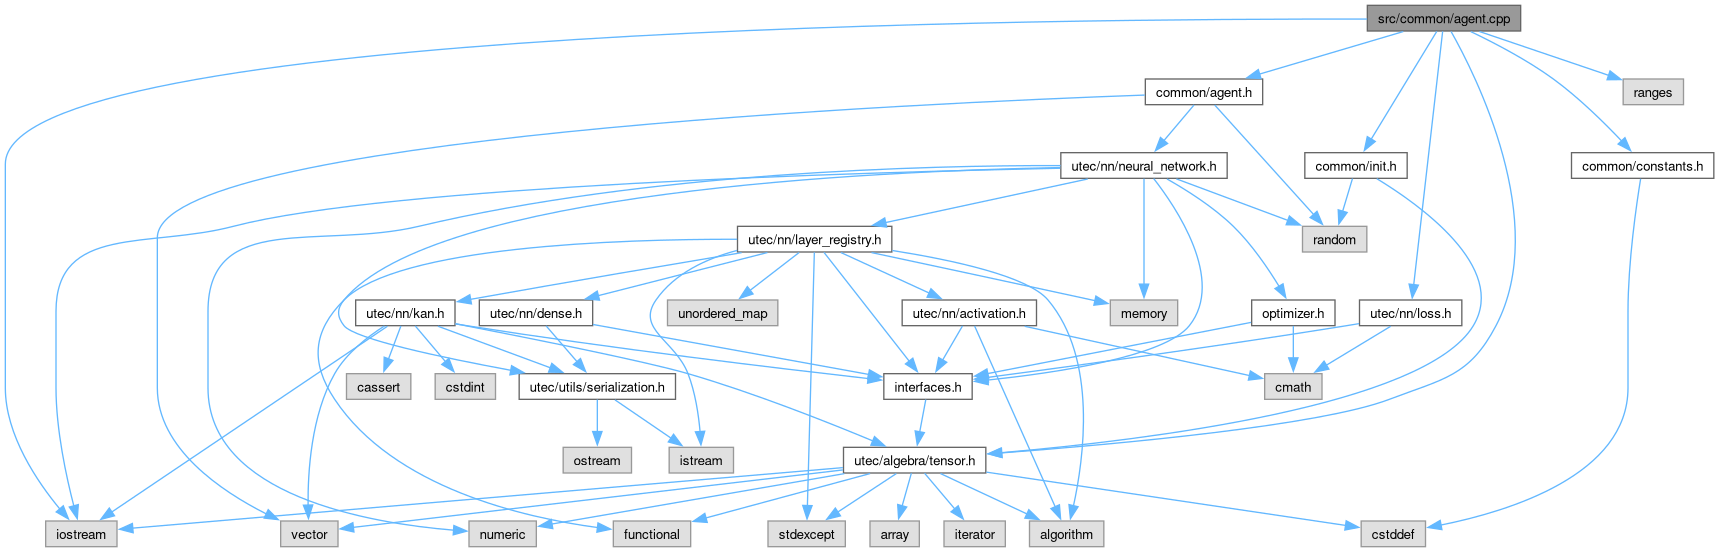 src/common/agent.cpp
common/agent.h
ranges
utec/nn/neural_network.h
common/init.h
common/constants.h
utec/nn/layer_registry.h
random
utec/nn/kan.h
utec/nn/dense.h
unordered_map
utec/nn/activation.h
memory
optimizer.h
utec/nn/loss.h
cassert
cstdint
utec/utils/serialization.h
interfaces.h
cmath
ostream
istream
utec/algebra/tensor.h
iostream
vector
numeric
functional
stdexcept
array
iterator
algorithm
cstddef